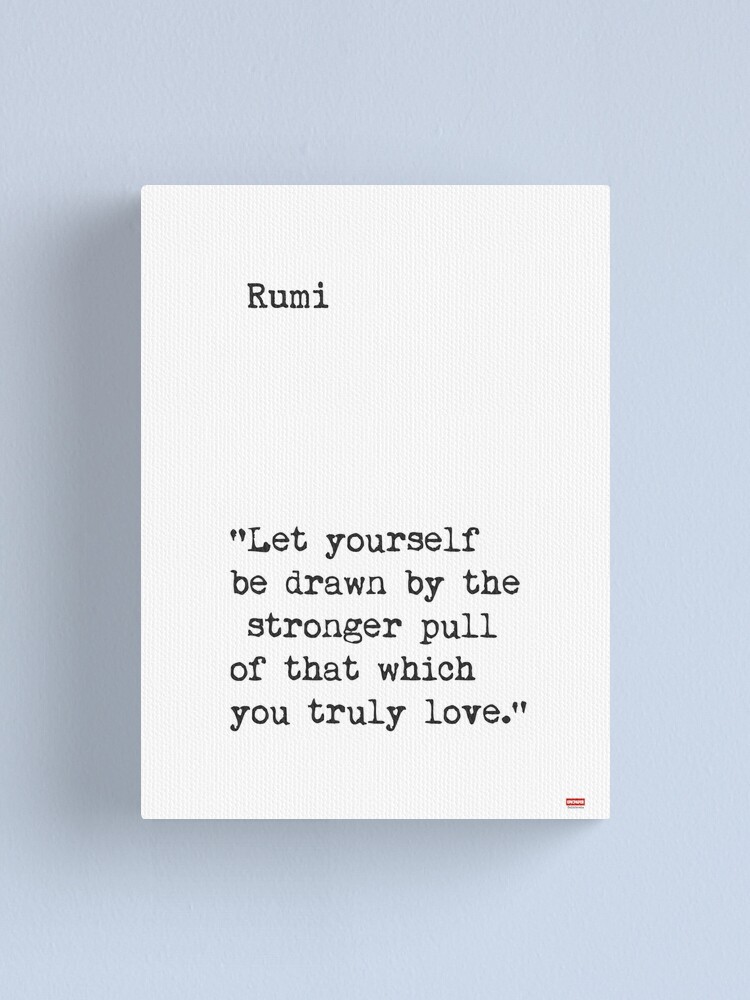 Rumi
"Let yourself
be drawn by the
stronger pull
of that which
you truly love."